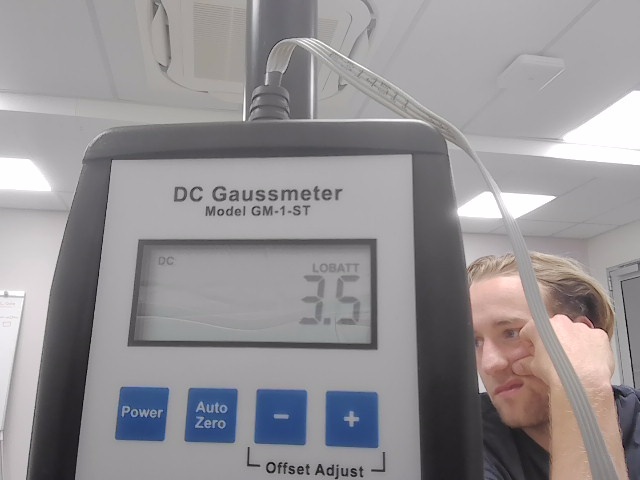 DC Gaussmeter
Model GM-1-ST
DC
LOBATT
3.5
Power
Auto
Zero
−
+
Offset Adjust